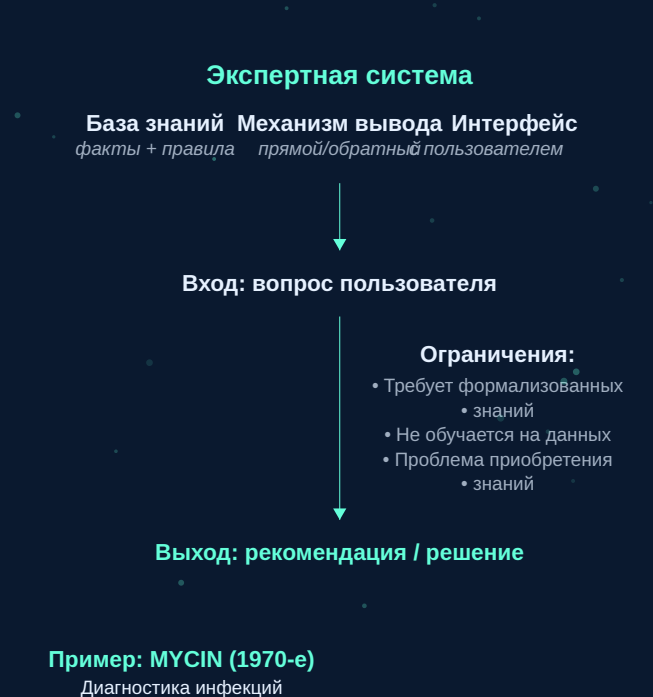 Экспертная система
База знаний Механизм вывода Интерфейс
факты + правила прямой/обратный с пользователем
Вход: вопрос пользователя
Ограничения:
• Требует формализованных
• знаний
• Не обучается на данных
• Проблема приобретения
• знаний
Выход: рекомендация / решение
Пример: MYCIN (1970-е)
Диагностика инфекций